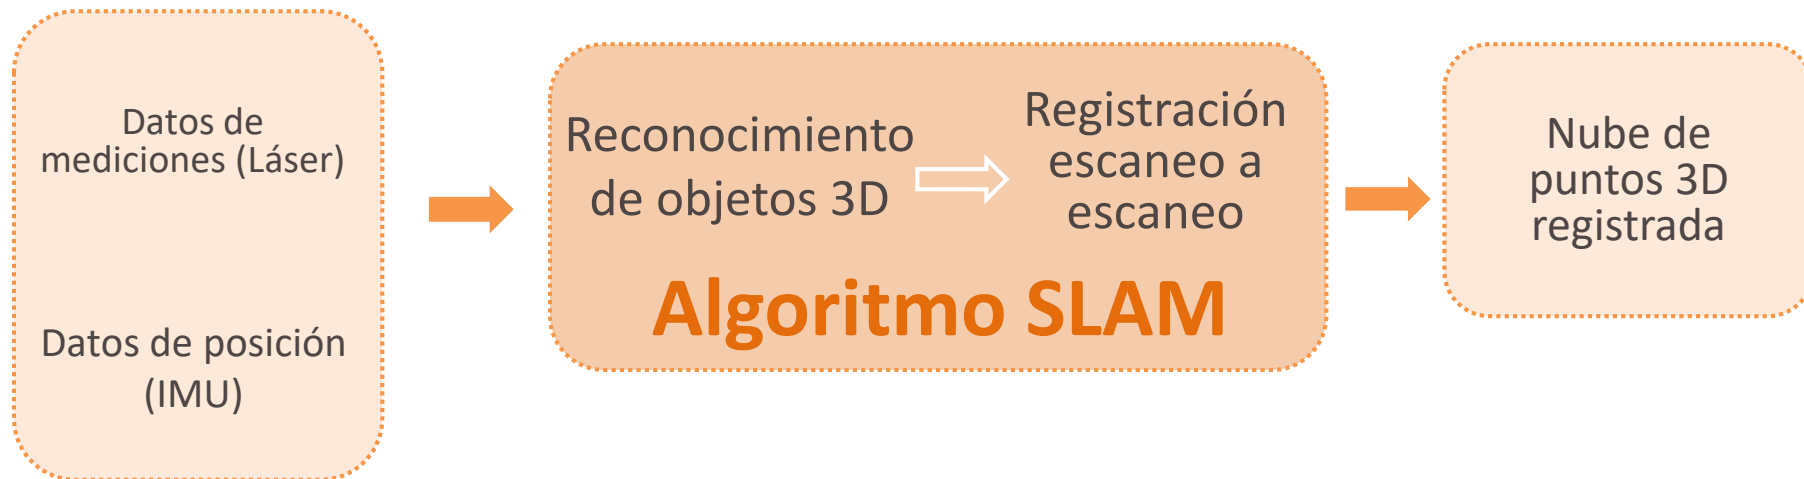 Datos de
mediciones (Láser)
Datos de posición
(IMU)
Reconocimiento
de objetos 3D
Registración
escaneo a
escaneo
Algoritmo SLAM
Nube de
puntos 3D
registrada